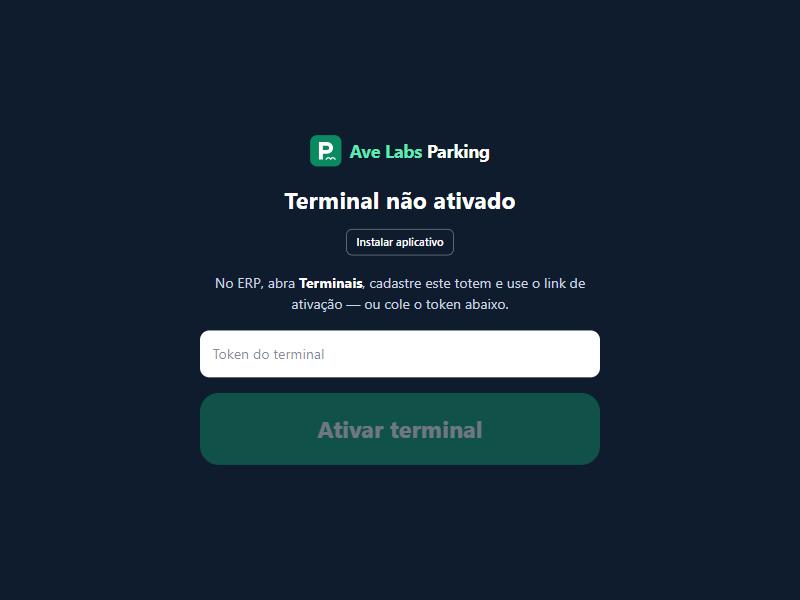 Ave Labs Parking
Terminal não ativado
Instalar aplicativo
No ERP, abra Terminais, cadastre este totem e use o link de
ativação — ou cole o token abaixo.
Token do terminal
Ativar terminal